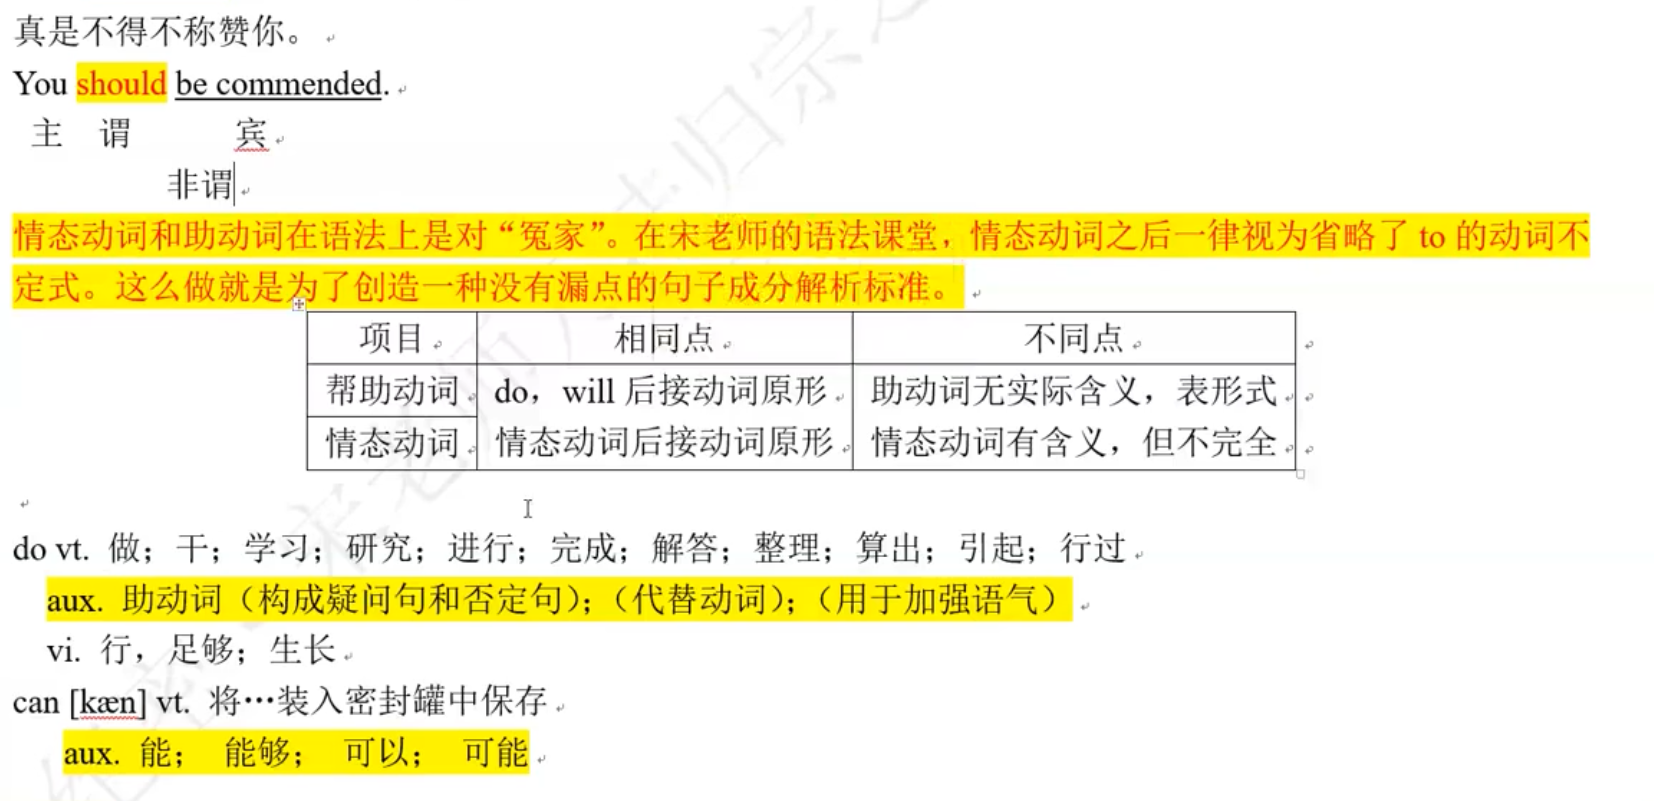 真是不得不称赞你。
You should be commended.
主 谓 宾
非谓
情态动词和助动词在语法上是对“冤家”。在宋老师的语法课堂，情态动词之后一律视为省略了 to 的动词不
定式。这么做就是为了创造一种没有漏点的句子成分解析标准。
项目 相同点 不同点
帮助动词 do，will 后接动词原形 助动词无实际含义，表形式
情态动词 情态动词后接动词原形 情态动词有含义，但不完全
do vt. 做；干；学习；研究；进行；完成；解答；整理；算出；引起；行过
aux. 助动词（构成疑问句和否定句）；（代替动词）；（用于加强语气）
vi. 行，足够；生长
can [kæn] vt. 将…装入密封罐中保存
aux. 能； 能够； 可以； 可能